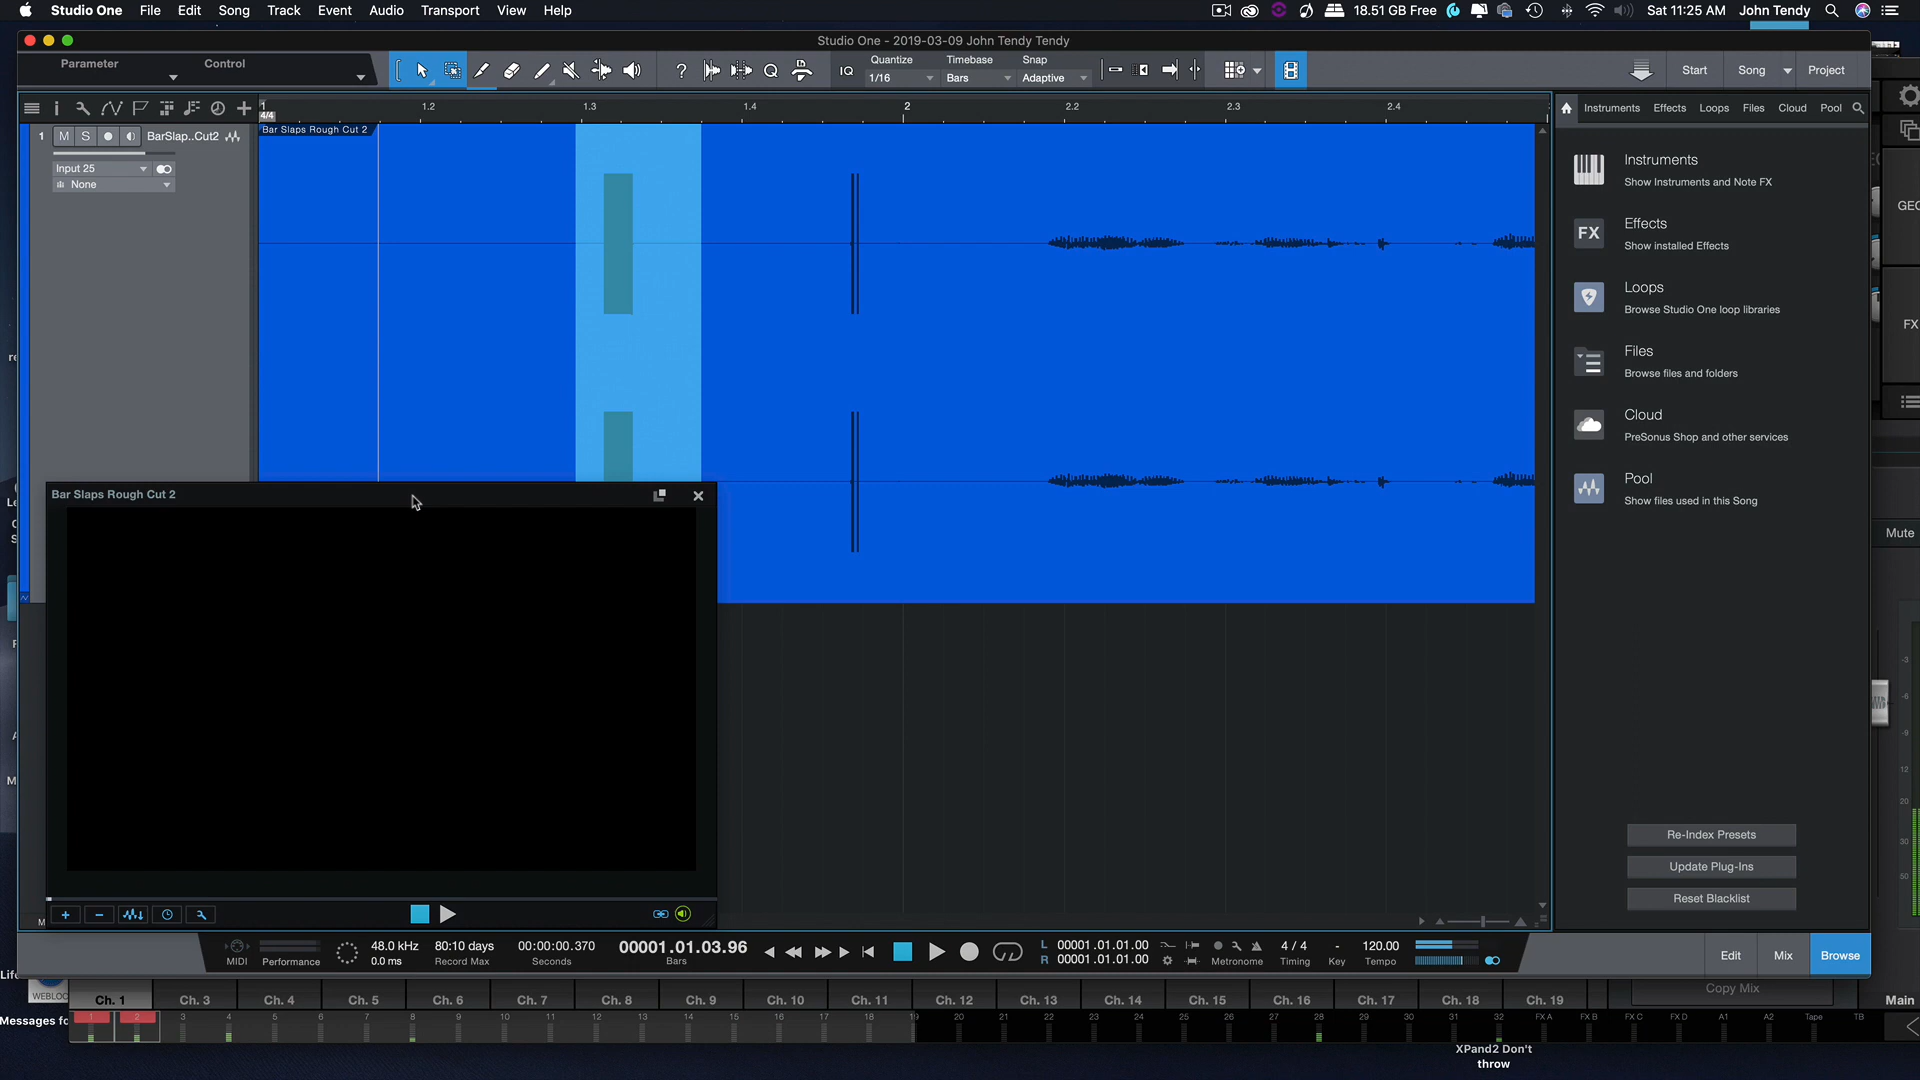 Studio One File Edit Song Track Event Audio Transport View Help 18.51 GB Free Sat 11:25 AM John Tendy
Studio One - 2019-03-09 John Tendy Tendy
Parameter Control
? IQ Quantize 1/16 Timebase Bars Snap Adaptive
Start Song Project
1 1.2 1.3 1.4 2 2.2 2.3 2.4
4/4
Instruments Effects Loops Files Cloud Pool
Bar Slaps Rough Cut 2
1 M S BarSlap..Cut2
Input 25
None
Instruments
Show Instruments and Note FX
FX
Effects
Show installed Effects
Loops
Browse Studio One loop libraries
Files
Browse files and folders
Cloud
PreSonus Shop and other services
Pool
Show files used in this Song
GEQ
FX
Mute
Bar Slaps Rough Cut 2
Re-Index Presets
Update Plug-Ins
Reset Blacklist
MIDI Performance
48.0 kHz
0.0 ms
80:10 days
Record Max
00:00:00.370
Seconds
00001.01.03.96
Bars
L 00001.01.01.00
R 00001.01.01.00
Metronome
4 / 4
Timing
-
Key
120.00
Tempo
Edit Mix Browse
Copy Mix
WEBLOC
Ch. 1 Ch. 3 Ch. 4 Ch. 5 Ch. 6 Ch. 7 Ch. 8 Ch. 9 Ch. 10 Ch. 11 Ch. 12 Ch. 13 Ch. 14 Ch. 15 Ch. 16 Ch. 17 Ch. 18 Ch. 19 Main
Messages fo
1 2 3 4 5 6 7 8 9 10 11 12 13 14 15 16 17 18 19 20 21 22 23 24 25 26 27 28 29 30 31 32 FX A FX B FX C FX D A1 A2 Tape TB
XPand2 Don't
throw